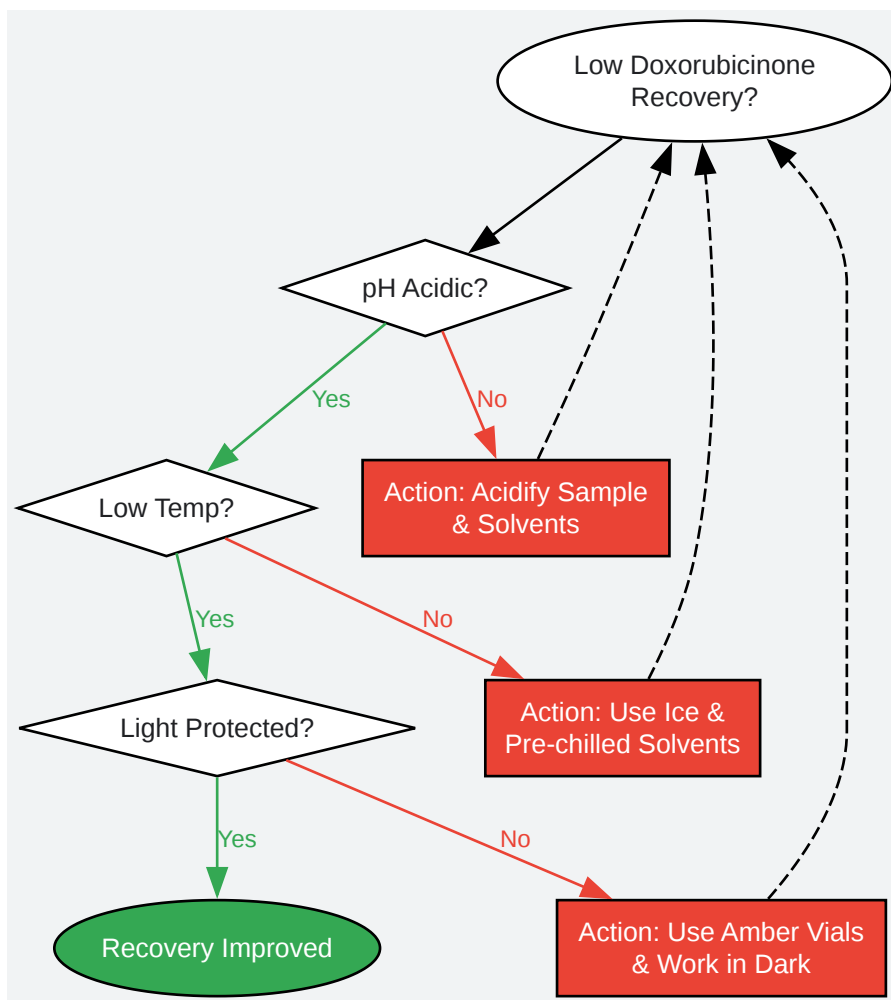 Low Doxorubicinone
Recovery?
pH Acidic?
Yes
No
Low Temp?
Action: Acidify Sample
& Solvents
Yes
No
Light Protected?
Action: Use Ice &
Pre-chilled Solvents
Yes
No
Recovery Improved
Action: Use Amber Vials
& Work in Dark